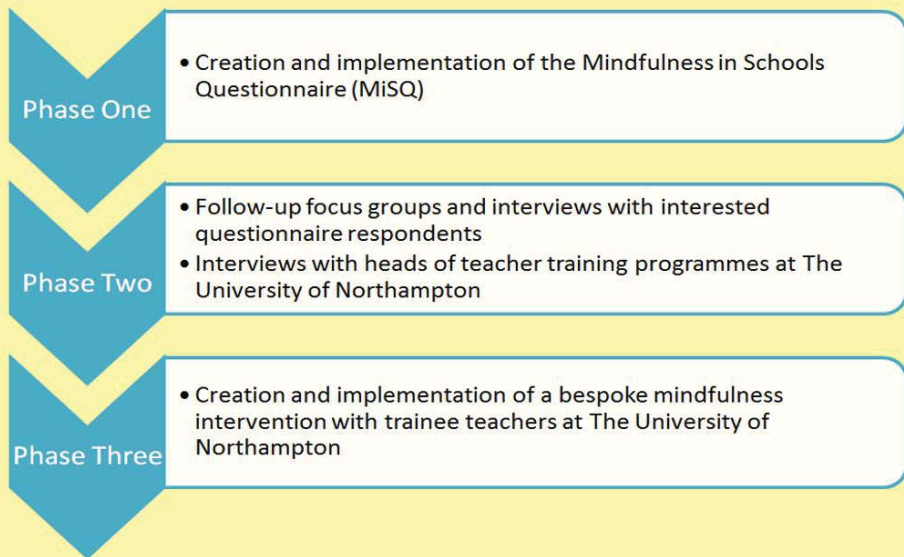 Phase One
• Creation and implementation of the Mindfulness in Schools
Questionnaire (MiSQ)
Phase Two
• Follow-up focus groups and interviews with interested
questionnaire respondents
• Interviews with heads of teacher training programmes at The
University of Northampton
Phase Three
• Creation and implementation of a bespoke mindfulness
intervention with trainee teachers at The University of
Northampton